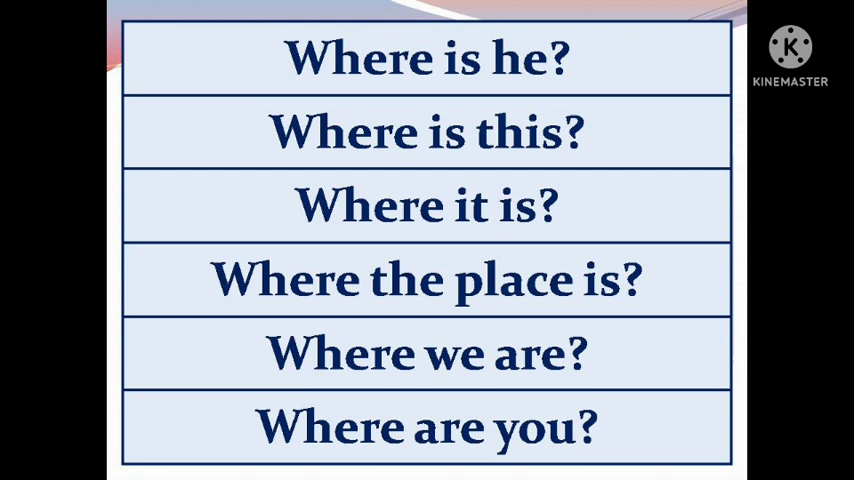 Where is he?
Where is this?
Where it is?
Where the place is?
Where we are?
Where are you?
K
KINEMASTER